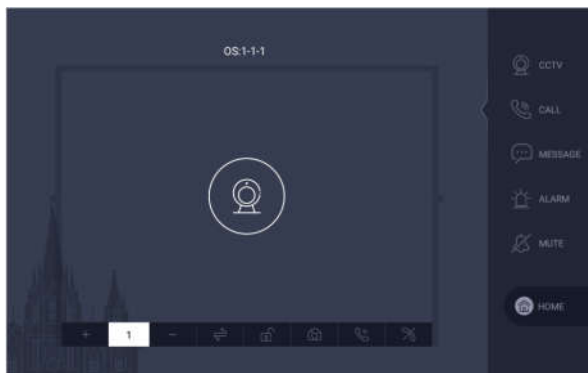 OS:1-1-1
CCTV
CALL
MESSAGE
ALARM
MUTE
HOME
+ 1 −